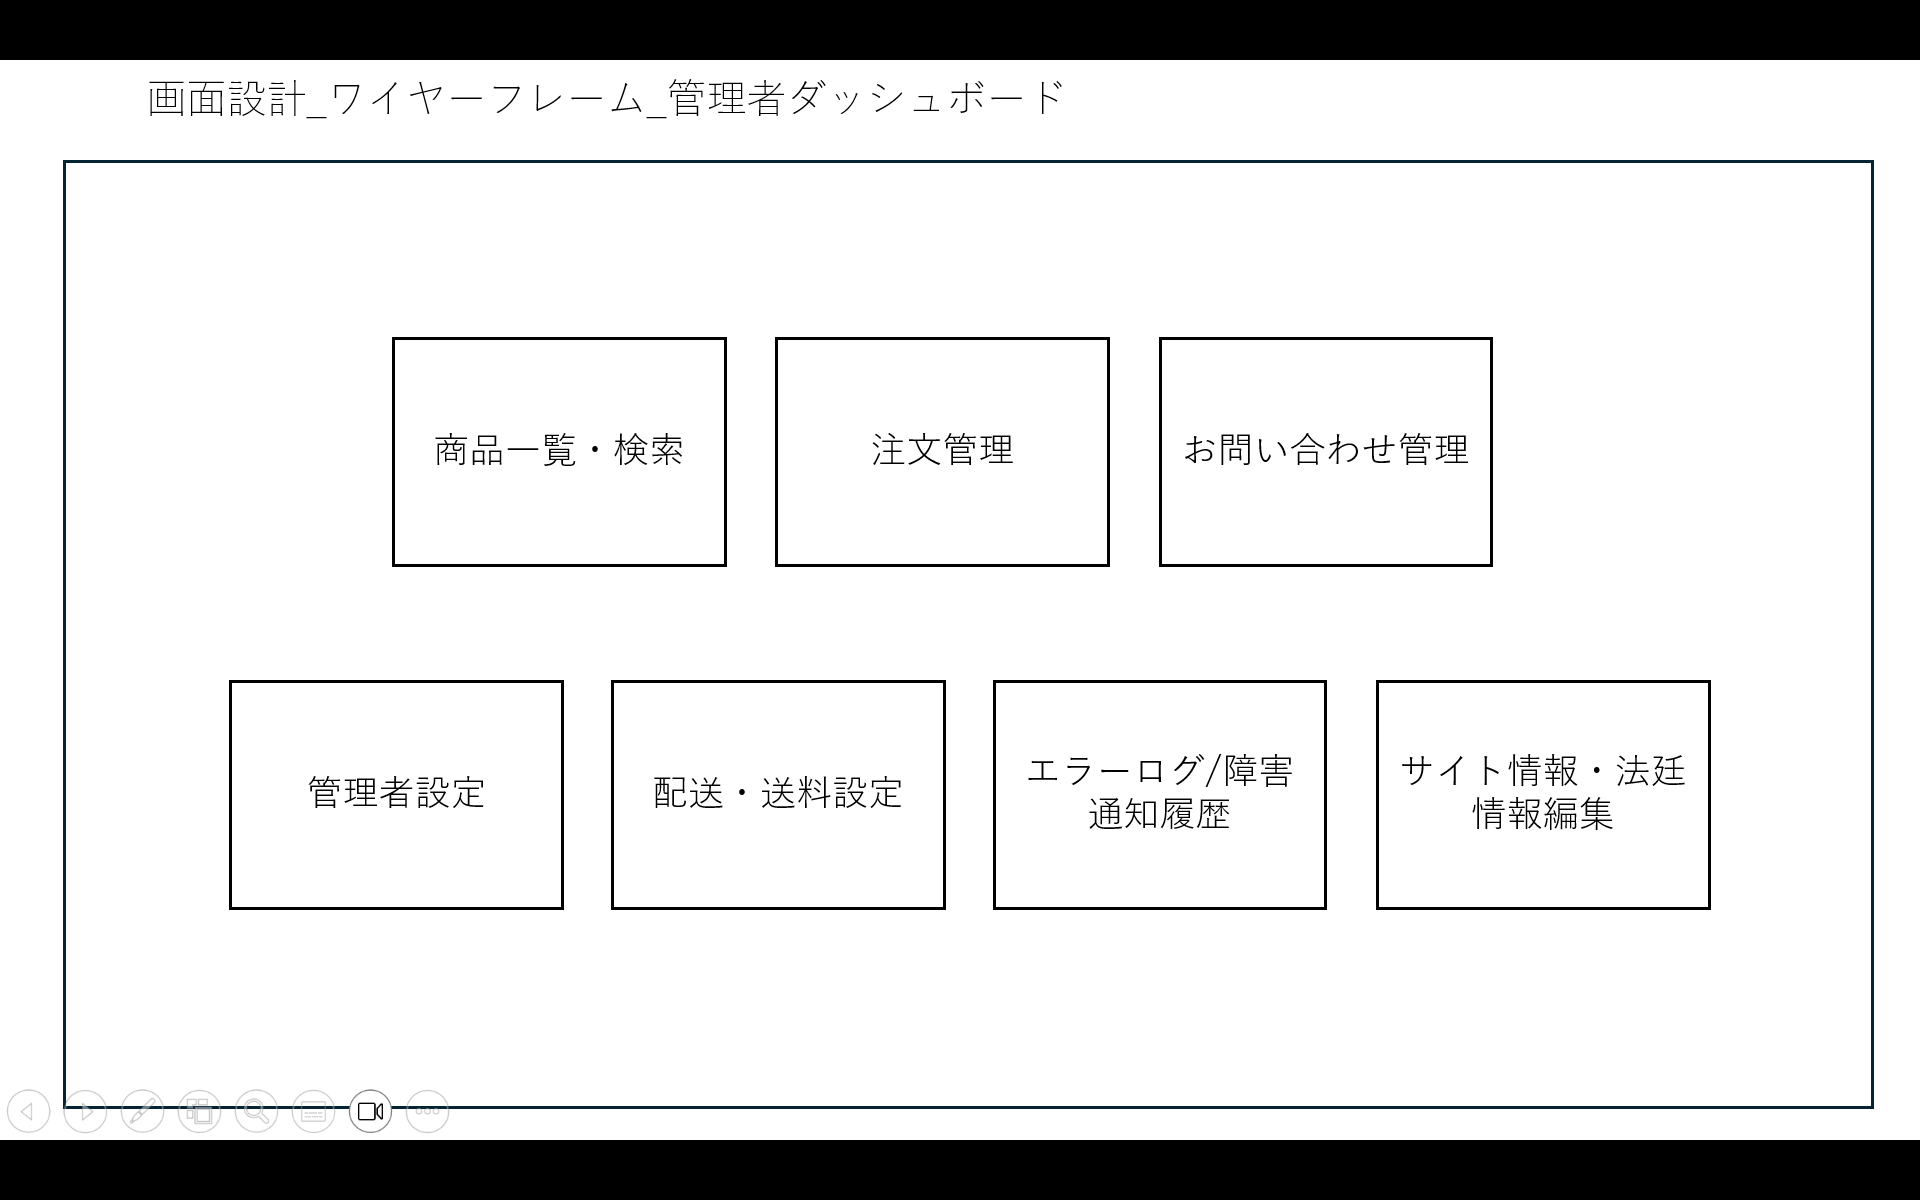 画面設計_ワイヤーフレーム_管理者ダッシュボード
商品一覧・検索
注文管理
お問い合わせ管理
管理者設定
配送・送料設定
エラーログ/障害
通知履歴
サイト情報・法廷
情報編集